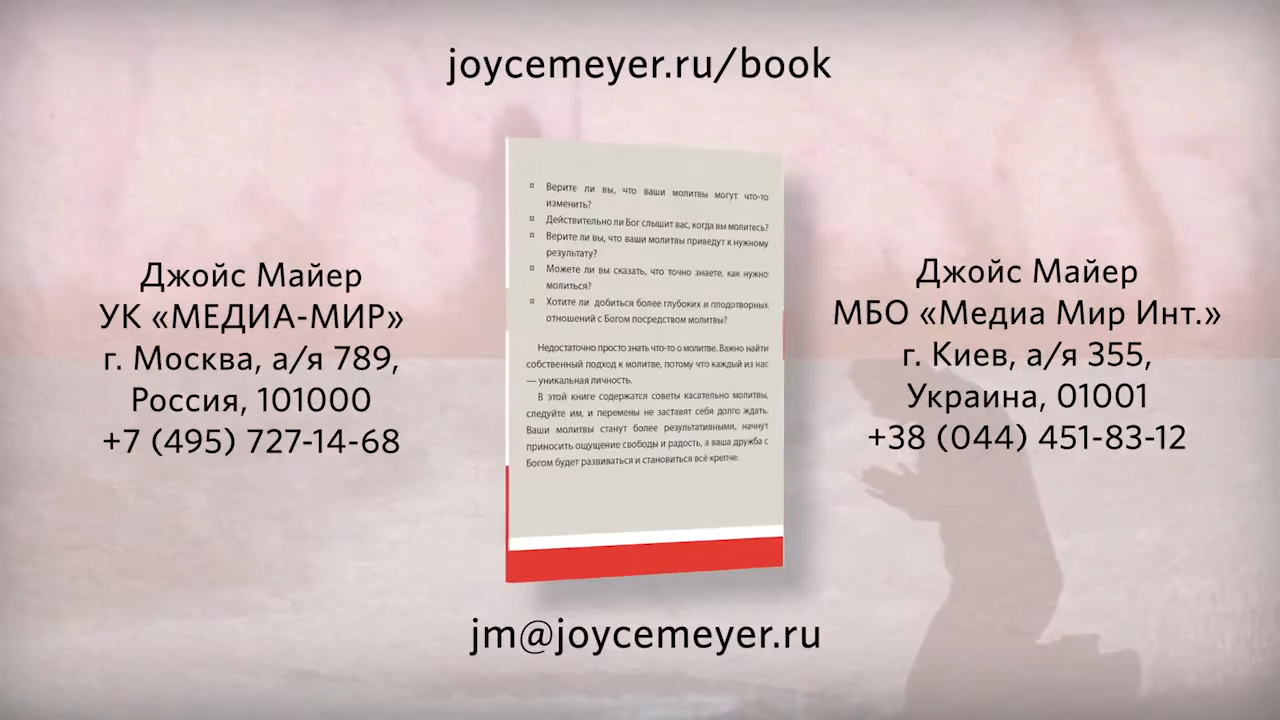 joycemeyer.ru/book
Джойс Майер
УК «МЕДИА-МИР»
г. Москва, а/я 789,
Россия, 101000
+7 (495) 727-14-68
¤ Верите ли вы, что ваши молитвы могут что-то
изменить?
¤ Действительно ли Бог слышит вас, когда вы молитесь?
¤ Верите ли вы, что ваши молитвы приведут к нужному
результату?
¤ Можете ли вы сказать, что точно знаете, как нужно
молиться?
¤ Хотите ли добиться более глубоких и плодотворных
отношений с Богом посредством молитвы?
Недостаточно просто знать что-то о молитве. Важно найти
собственный подход к молитве, потому что каждый из нас
— уникальная личность.
В этой книге содержатся советы касательно молитвы,
следуйте им, и перемены не заставят себя долго ждать.
Ваши молитвы станут более результативными, начнут
приносить ощущение свободы и радость, а ваша дружба с
Богом будет развиваться и становиться всё крепче.
Джойс Майер
МБО «Медиа Мир Инт.»
г. Киев, а/я 355,
Украина, 01001
+38 (044) 451-83-12
jm@joycemeyer.ru